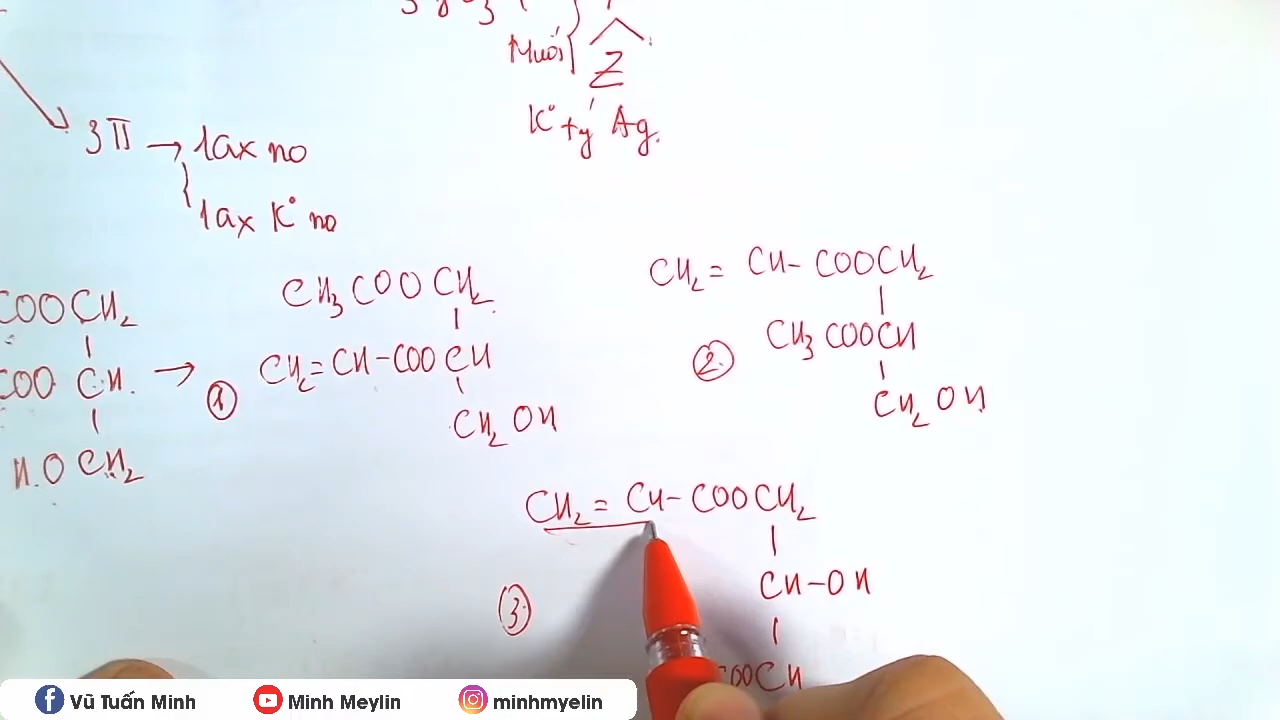 Muối
Z
K° + ý Ag.
3π → 1ax no
1ax K° no
COOCH2
COO CH.
H.O CH2
→ ①
CH3COOCH2
CH2=CH-COOCH
CH2OH
②
CH2=CH-COOCH2
CH3COOCH
CH2OH
③
CH2=CH-COOCH2
CH-OH
COOCH
Vũ Tuấn Minh
Minh Meylin
minhmyelin